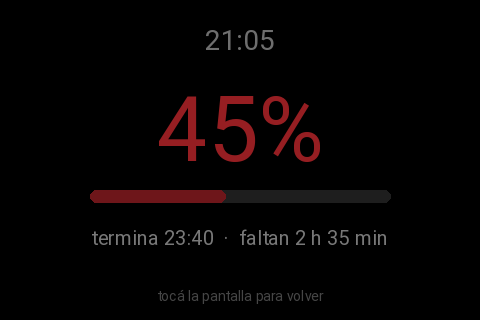 21:05
45%
termina 23:40 · faltan 2 h 35 min
tocá la pantalla para volver